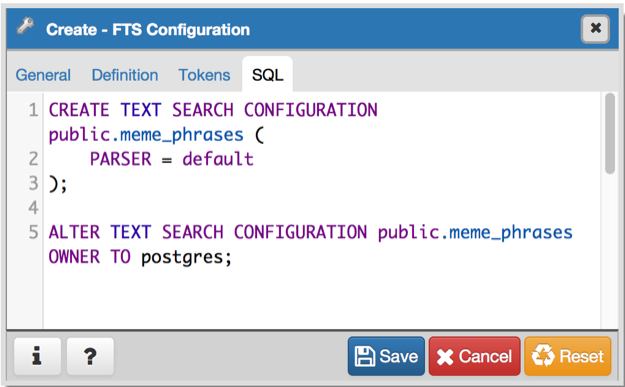 Create - FTS Configuration
General Definition Tokens SQL
1 CREATE TEXT SEARCH CONFIGURATION
public.meme_phrases (
2     PARSER = default
3 );
4
5 ALTER TEXT SEARCH CONFIGURATION public.meme_phrases
OWNER TO postgres;
i ? Save Cancel Reset